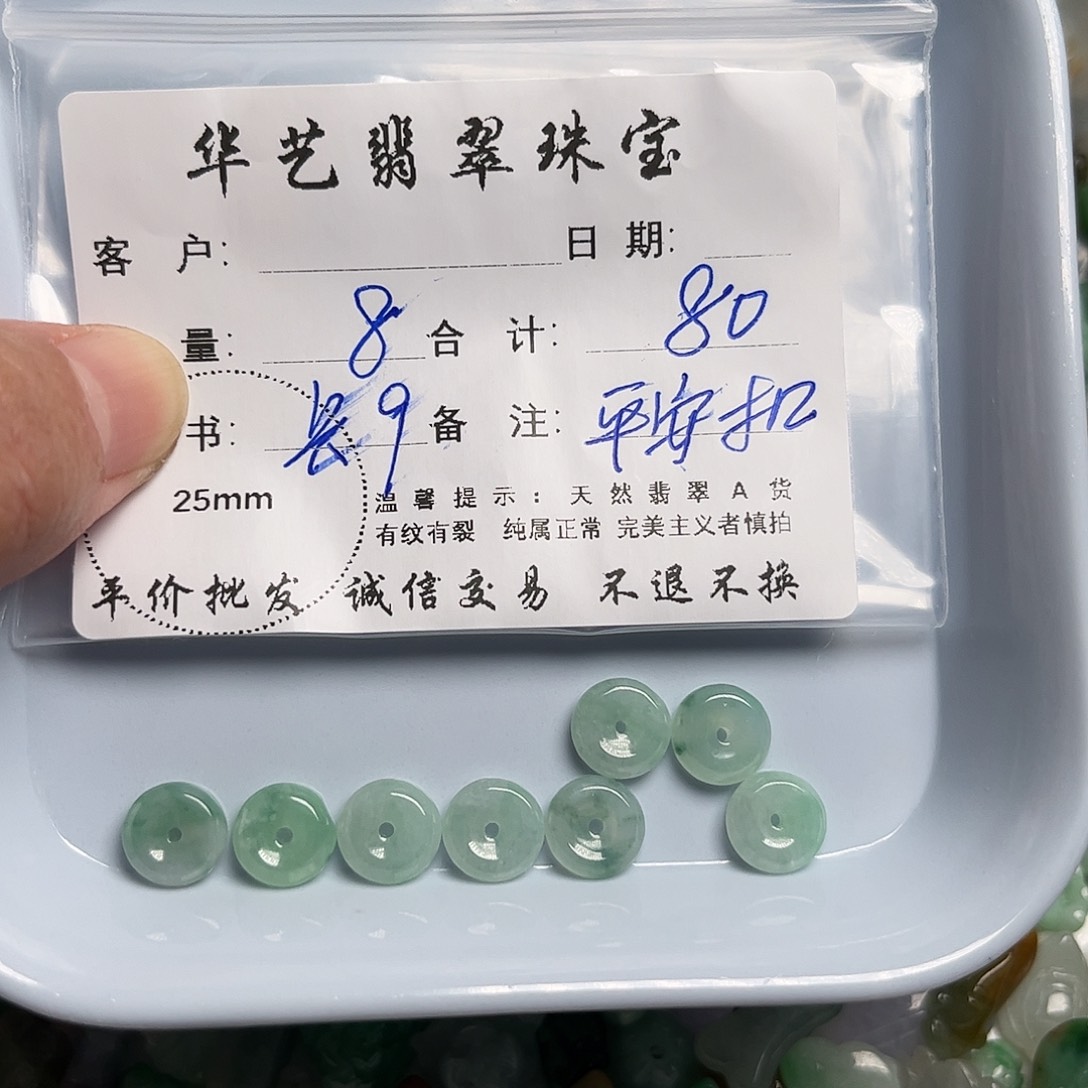 华艺翡翠珠宝
客 户: 日 期:
量: 8 合 计: 80
书: 长9 备 注: 平安扣
25mm
温馨提示:天然翡翠A货
有纹有裂 纯属正常 完美主义者慎拍
平价批发 诚信交易 不退不换